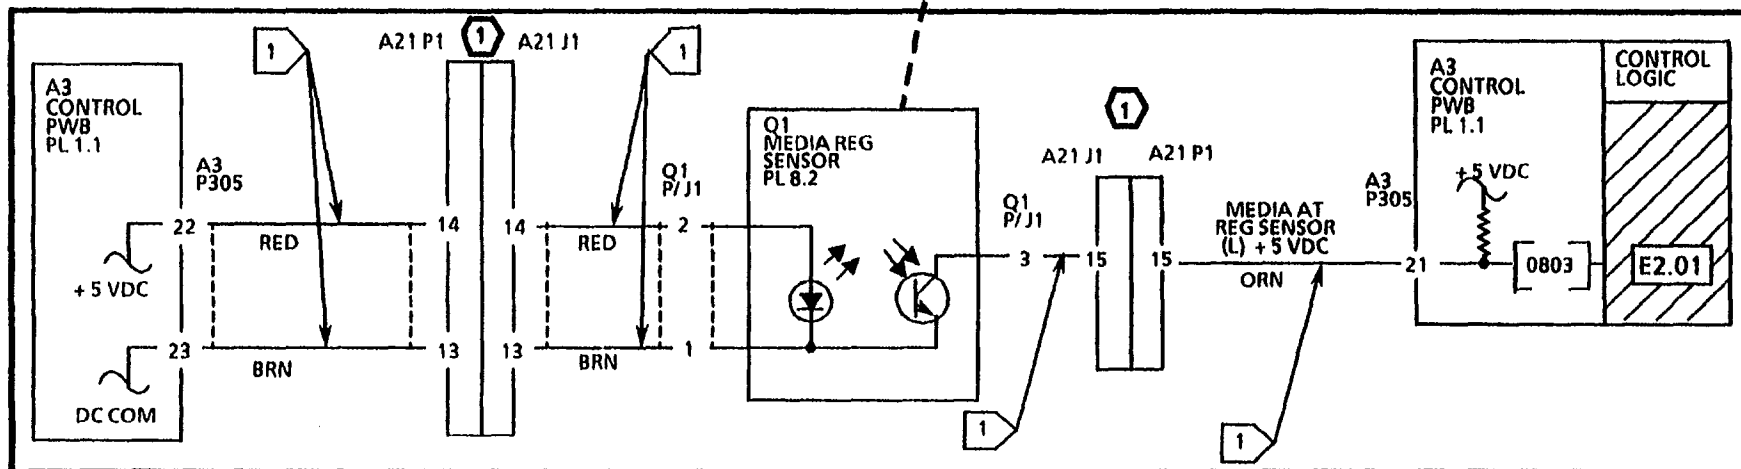 1
A21 P1
1
A21 J1
1
A3
CONTROL
PWB
PL 1.1
A3
P305
22
RED
14
14
RED
Q1
P/J1
2
+ 5 VDC
23
BRN
13
13
BRN
1
DC COM
Q1
MEDIA REG
SENSOR
PL 8.2
Q1
P/J1
3
1
A21 J1
A21 P1
15
15
MEDIA AT
REG SENSOR
(L) + 5 VDC
ORN
1
1
A3
P305
21
A3
CONTROL
PWB
PL 1.1
+ 5 VDC
0803
CONTROL
LOGIC
E2.01